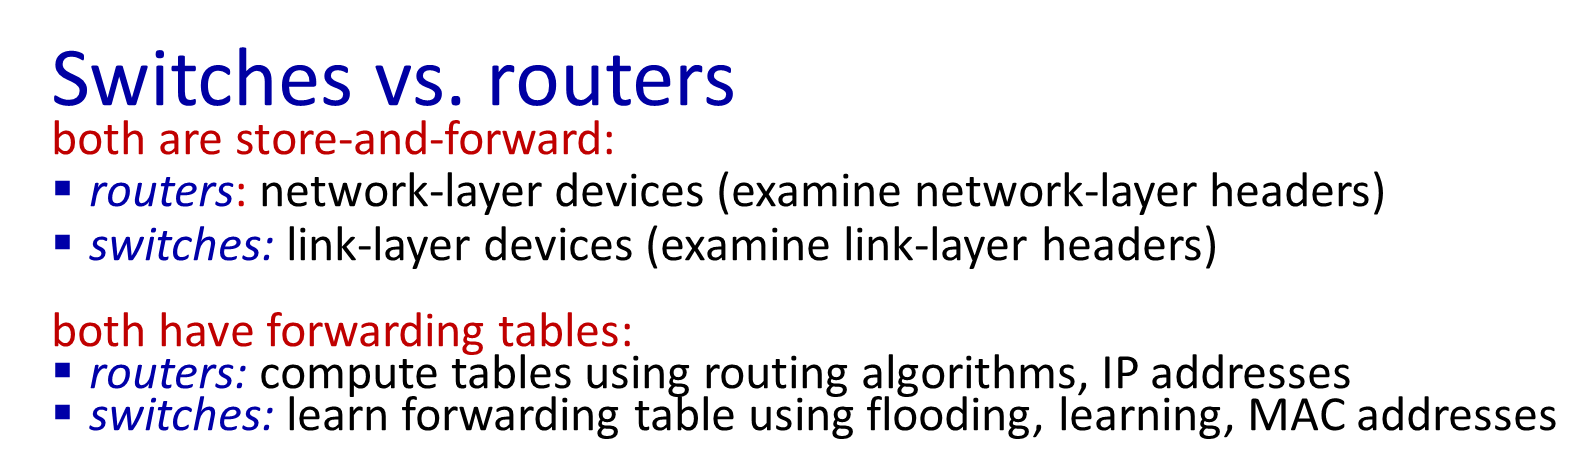 Switches vs. routers
both are store-and-forward:
▪ routers: network-layer devices (examine network-layer headers)
▪ switches: link-layer devices (examine link-layer headers)
both have forwarding tables:
▪ routers: compute tables using routing algorithms, IP addresses
▪ switches: learn forwarding table using flooding, learning, MAC addresses